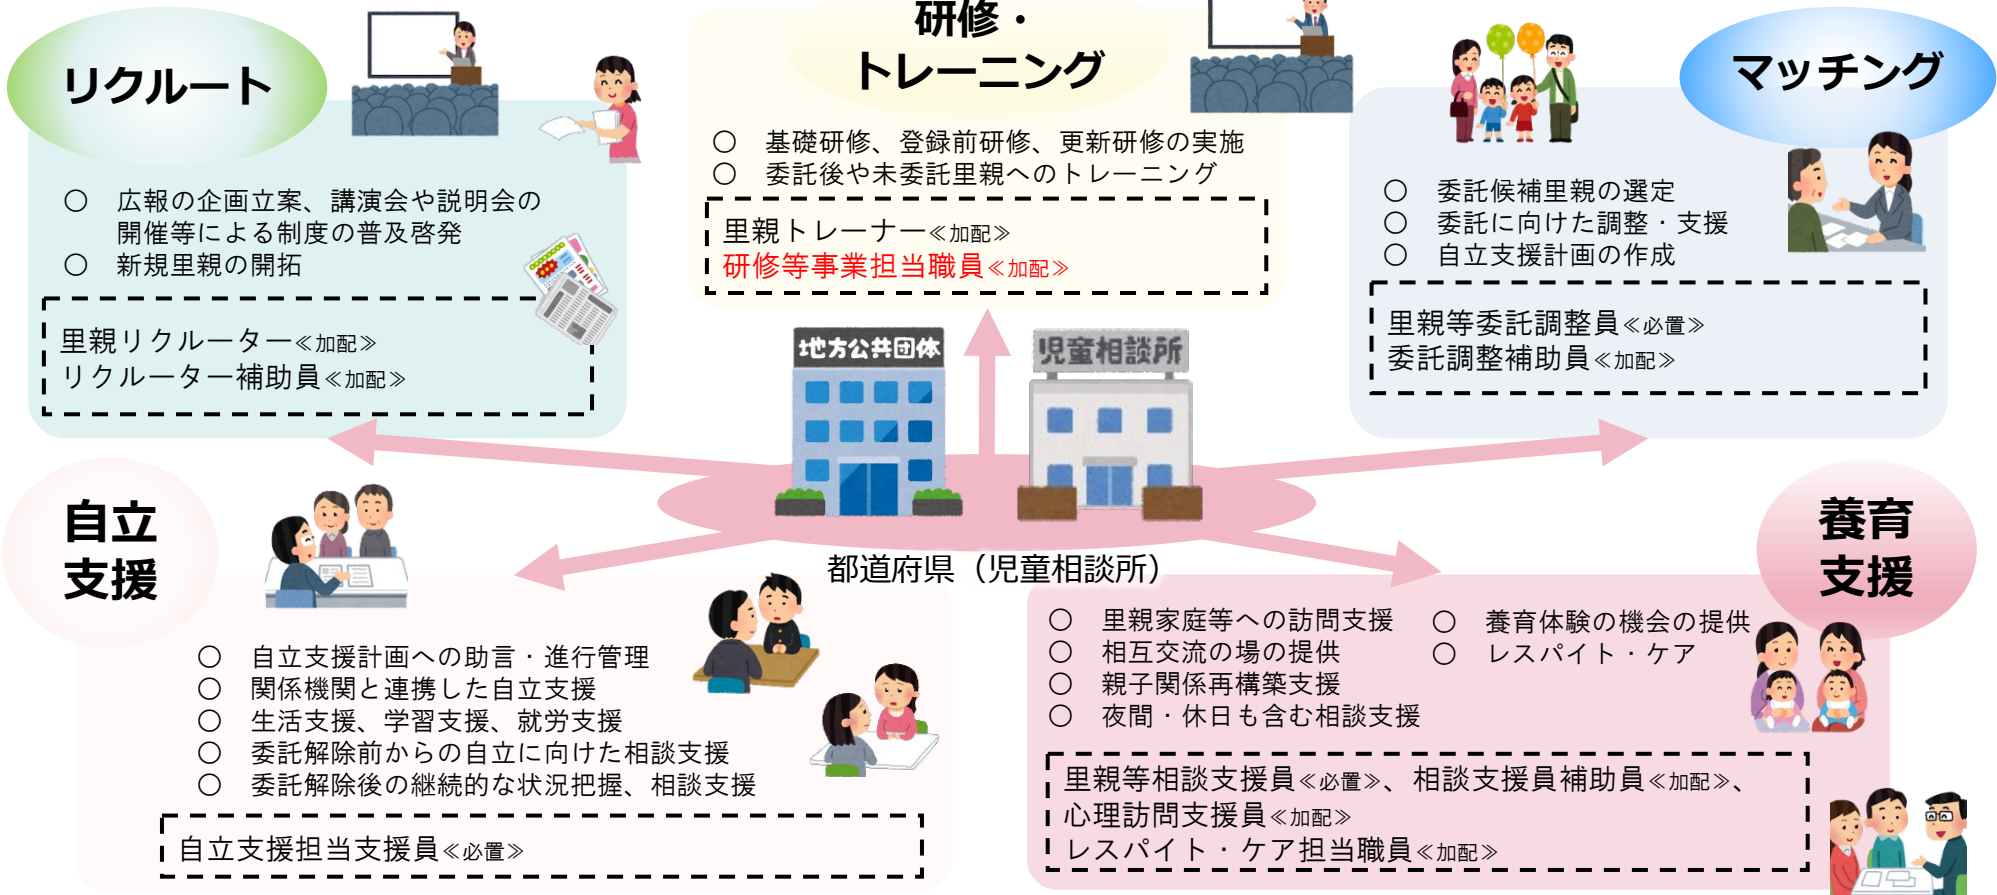 リクルート
○ 広報の企画立案、講演会や説明会の
開催等による制度の普及啓発
○ 新規里親の開拓
里親リクルーター≪加配≫
リクルーター補助員≪加配≫
研修・
トレーニング
○ 基礎研修、登録前研修、更新研修の実施
○ 委託後や未委託里親へのトレーニング
里親トレーナー≪加配≫
研修等事業担当職員≪加配≫
マッチング
○ 委託候補里親の選定
○ 委託に向けた調整・支援
○ 自立支援計画の作成
里親等委託調整員≪必置≫
委託調整補助員≪加配≫
地方公共団体
児童相談所
都道府県（児童相談所）
自立
支援
○ 自立支援計画への助言・進行管理
○ 関係機関と連携した自立支援
○ 生活支援、学習支援、就労支援
○ 委託解除前からの自立に向けた相談支援
○ 委託解除後の継続的な状況把握、相談支援
自立支援担当支援員≪必置≫
養育
支援
○ 里親家庭等への訪問支援
○ 相互交流の場の提供
○ 親子関係再構築支援
○ 夜間・休日も含む相談支援
○ 養育体験の機会の提供
○ レスパイト・ケア
里親等相談支援員≪必置≫、相談支援員補助員≪加配≫、
心理訪問支援員≪加配≫
レスパイト・ケア担当職員≪加配≫